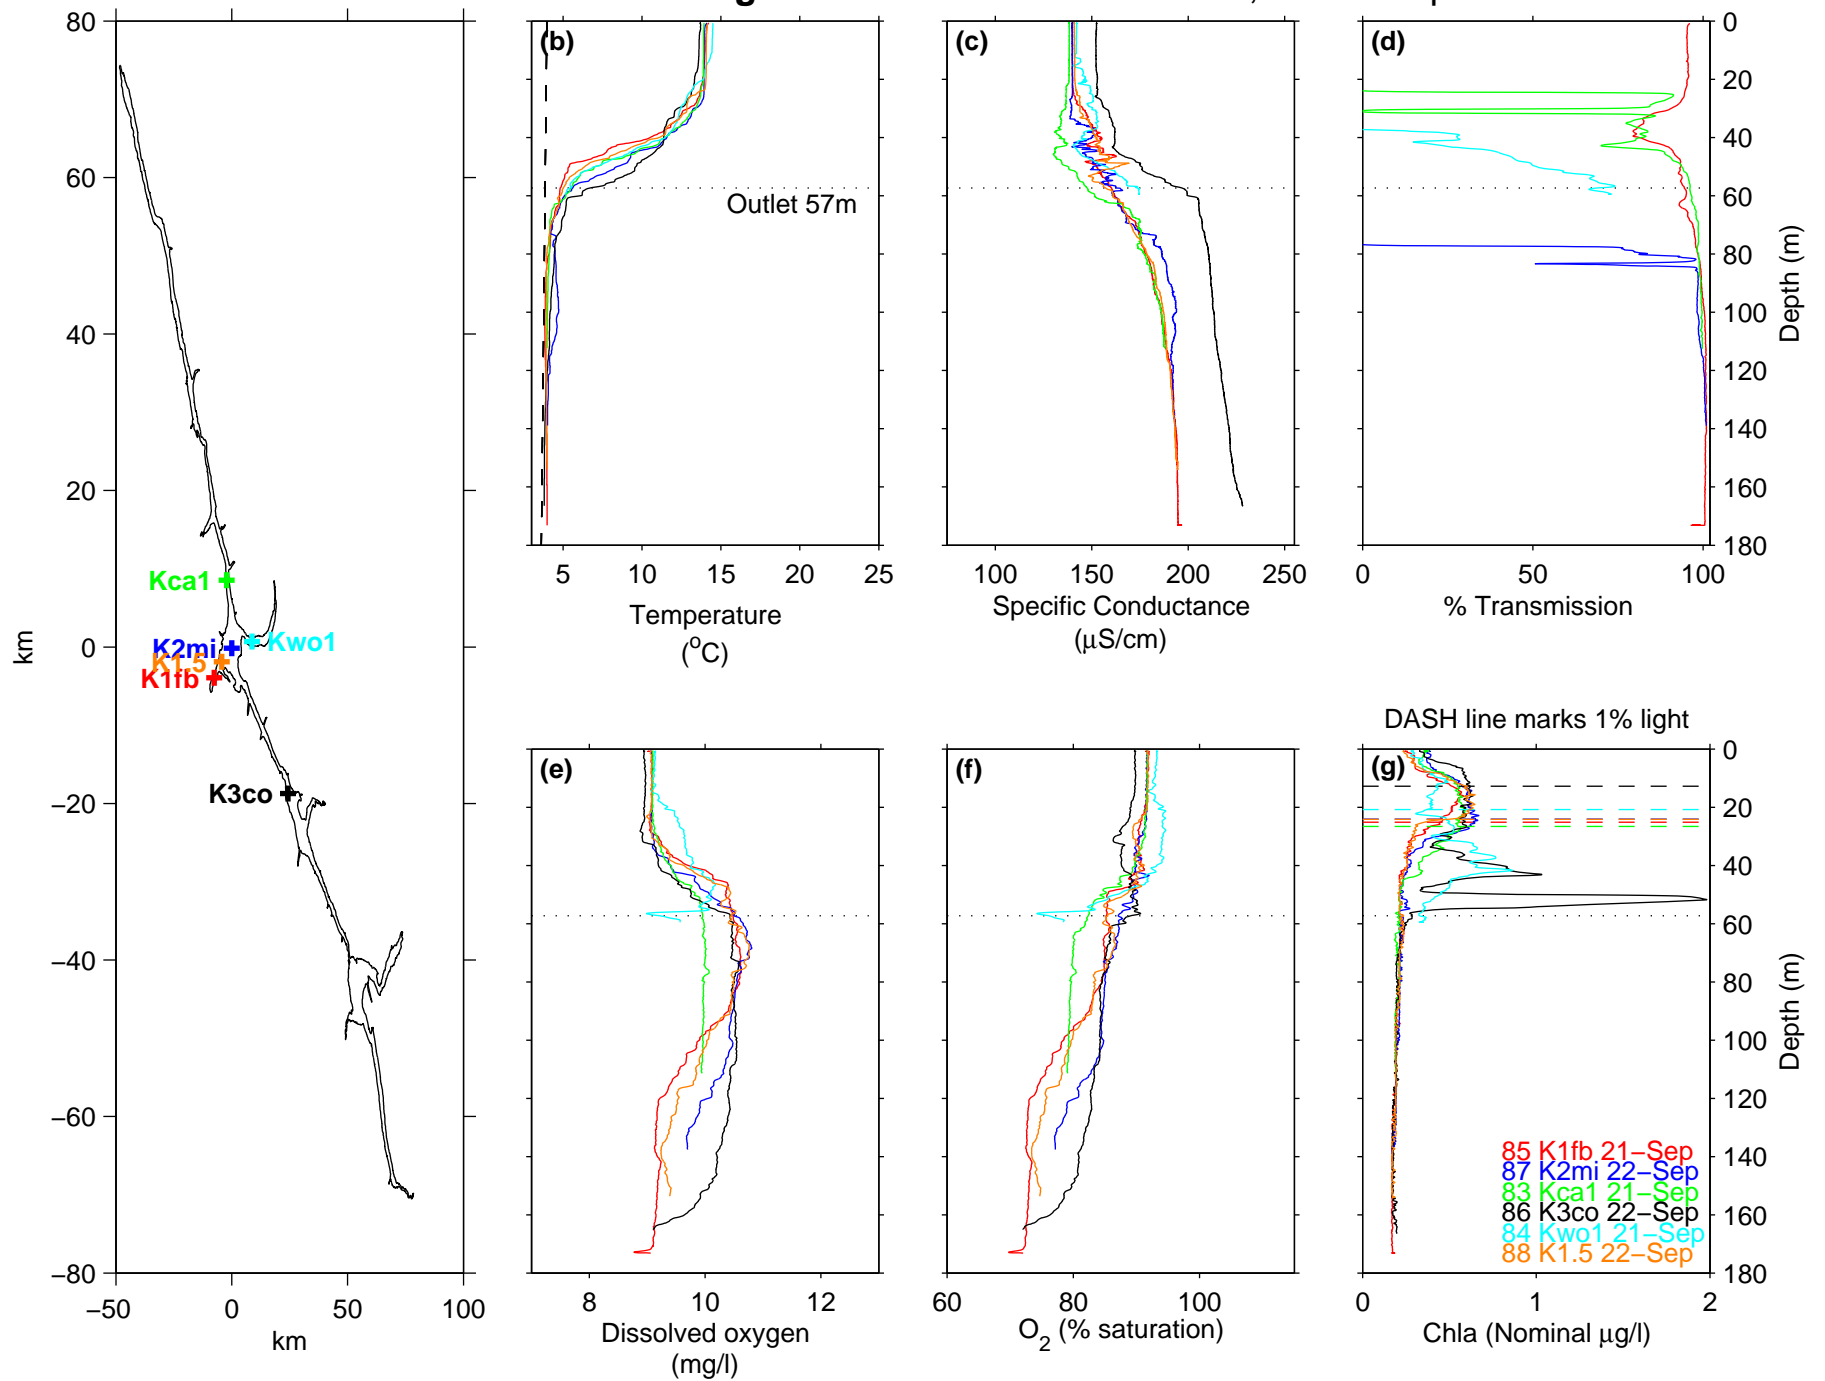 80
60
40
20
0
−20
−40
−60
−80
km
−50
0
50
100
km
Kca1
Kwo1
K2mi
K1.5
K1fb
K3co
(b)
Outlet 57m
5
10
15
20
25
Temperature
(°C)
(c)
100
150
200
250
Specific Conductance
(μS/cm)
(d)
0
50
100
% Transmission
0
20
40
60
80
100
120
140
160
180
Depth (m)
(e)
8
10
12
Dissolved oxygen
(mg/l)
(f)
60
80
100
O2 (% saturation)
DASH line marks 1% light
(g)
85 K1fb 21−Sep
87 K2mi 22−Sep
83 Kca1 21−Sep
86 K3co 22−Sep
84 Kwo1 21−Sep
88 K1.5 22−Sep
0
1
2
Chla (Nominal μg/l)
0
20
40
60
80
100
120
140
160
180
Depth (m)